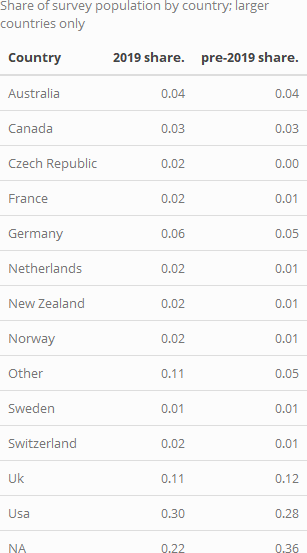 Share of survey population by country; larger
countries only
Country 2019 share. pre-2019 share.
Australia 0.04 0.04
Canada 0.03 0.03
Czech Republic 0.02 0.00
France 0.02 0.01
Germany 0.06 0.05
Netherlands 0.02 0.01
New Zealand 0.02 0.01
Norway 0.02 0.01
Other 0.11 0.05
Sweden 0.01 0.01
Switzerland 0.02 0.01
Uk 0.11 0.12
Usa 0.30 0.28
NA 0.22 0.36